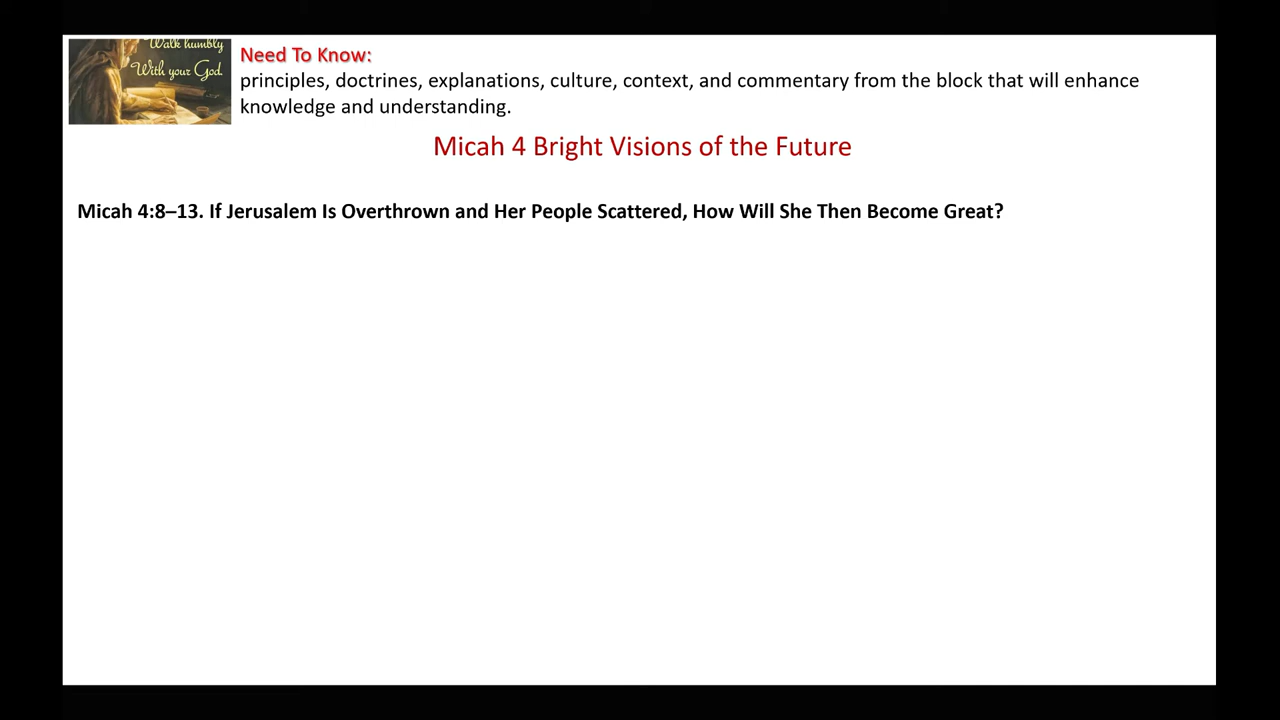 Walk humbly
With your God.
Need To Know:
principles, doctrines, explanations, culture, context, and commentary from the block that will enhance
knowledge and understanding.
Micah 4 Bright Visions of the Future
Micah 4:8–13. If Jerusalem Is Overthrown and Her People Scattered, How Will She Then Become Great?